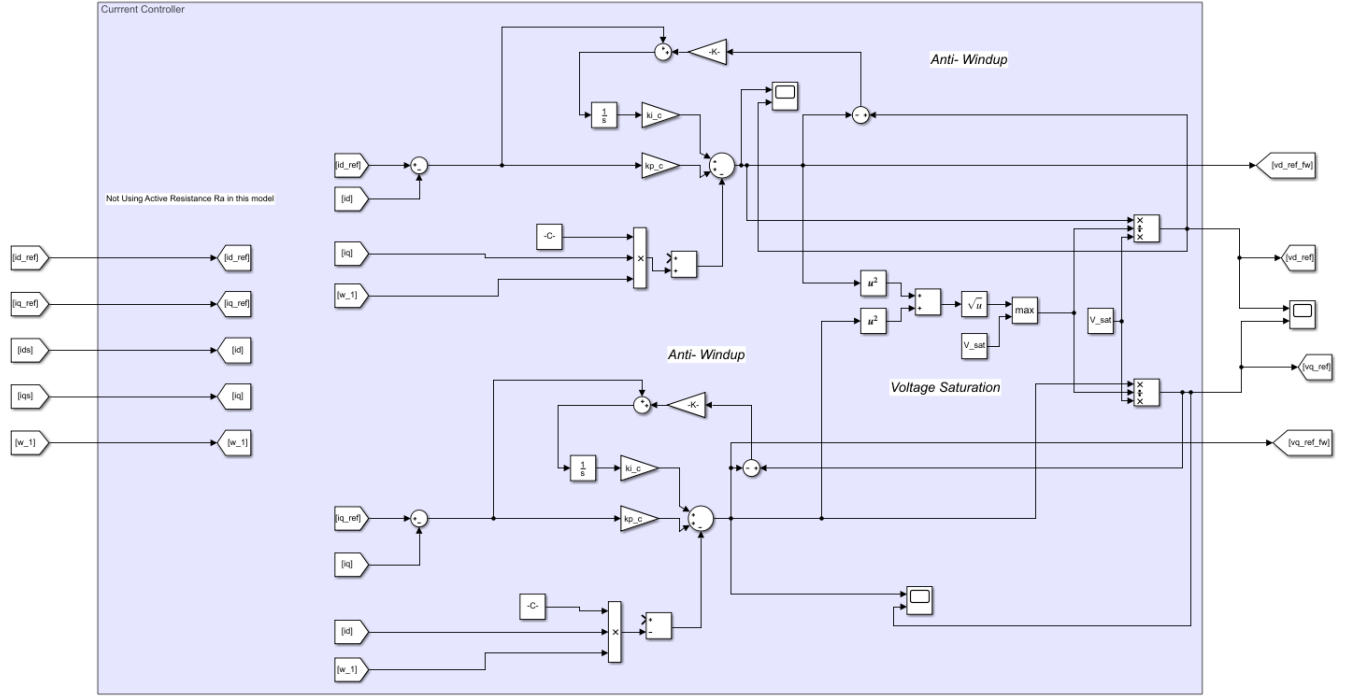 Currrent Controller
Anti- Windup
-K-
1
s
ki_c
[id_ref]
kp_c
[vd_ref_fw]
[id]
Not Using Active Resistance Ra in this model
-C-
[iq]
×
+
+
[w_1]
×
÷
×
[id_ref]
[id_ref]
[vd_ref]
[iq_ref]
[iq_ref]
u²
u²
+
+
√u
max
V_sat
V_sat
[ids]
[id]
Anti- Windup
Voltage Saturation
[vq_ref]
[iqs]
[iq]
-K-
×
÷
×
[w_1]
[w_1]
[vq_ref_fw]
1
s
ki_c
[iq_ref]
kp_c
[iq]
-C-
[id]
×
+
-
[w_1]